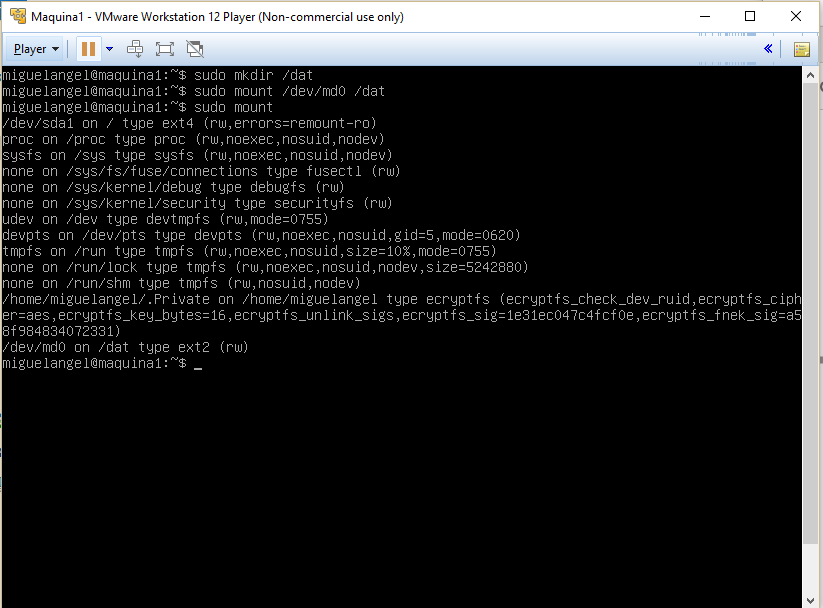 Maquina1 - VMware Workstation 12 Player (Non-commercial use only)
Player
miguelangel@maquina1:~$ sudo mkdir /dat
miguelangel@maquina1:~$ sudo mount /dev/md0 /dat
miguelangel@maquina1:~$ sudo mount
/dev/sda1 on / type ext4 (rw,errors=remount-ro)
proc on /proc type proc (rw,noexec,nosuid,nodev)
sysfs on /sys type sysfs (rw,noexec,nosuid,nodev)
none on /sys/fs/fuse/connections type fusectl (rw)
none on /sys/kernel/debug type debugfs (rw)
none on /sys/kernel/security type securityfs (rw)
udev on /dev type devtmpfs (rw,mode=0755)
devpts on /dev/pts type devpts (rw,noexec,nosuid,gid=5,mode=0620)
tmpfs on /run type tmpfs (rw,noexec,nosuid,size=10%,mode=0755)
none on /run/lock type tmpfs (rw,noexec,nosuid,nodev,size=5242880)
none on /run/shm type tmpfs (rw,nosuid,nodev)
/home/miguelangel/.Private on /home/miguelangel type ecryptfs (ecryptfs_check_dev_ruid,ecryptfs_ciph
er=aes,ecryptfs_key_bytes=16,ecryptfs_unlink_sigs,ecryptfs_sig=1e31ec047c4fcf0e,ecryptfs_fnek_sig=a5
8f984834072331)
/dev/md0 on /dat type ext2 (rw)
miguelangel@maquina1:~$ _